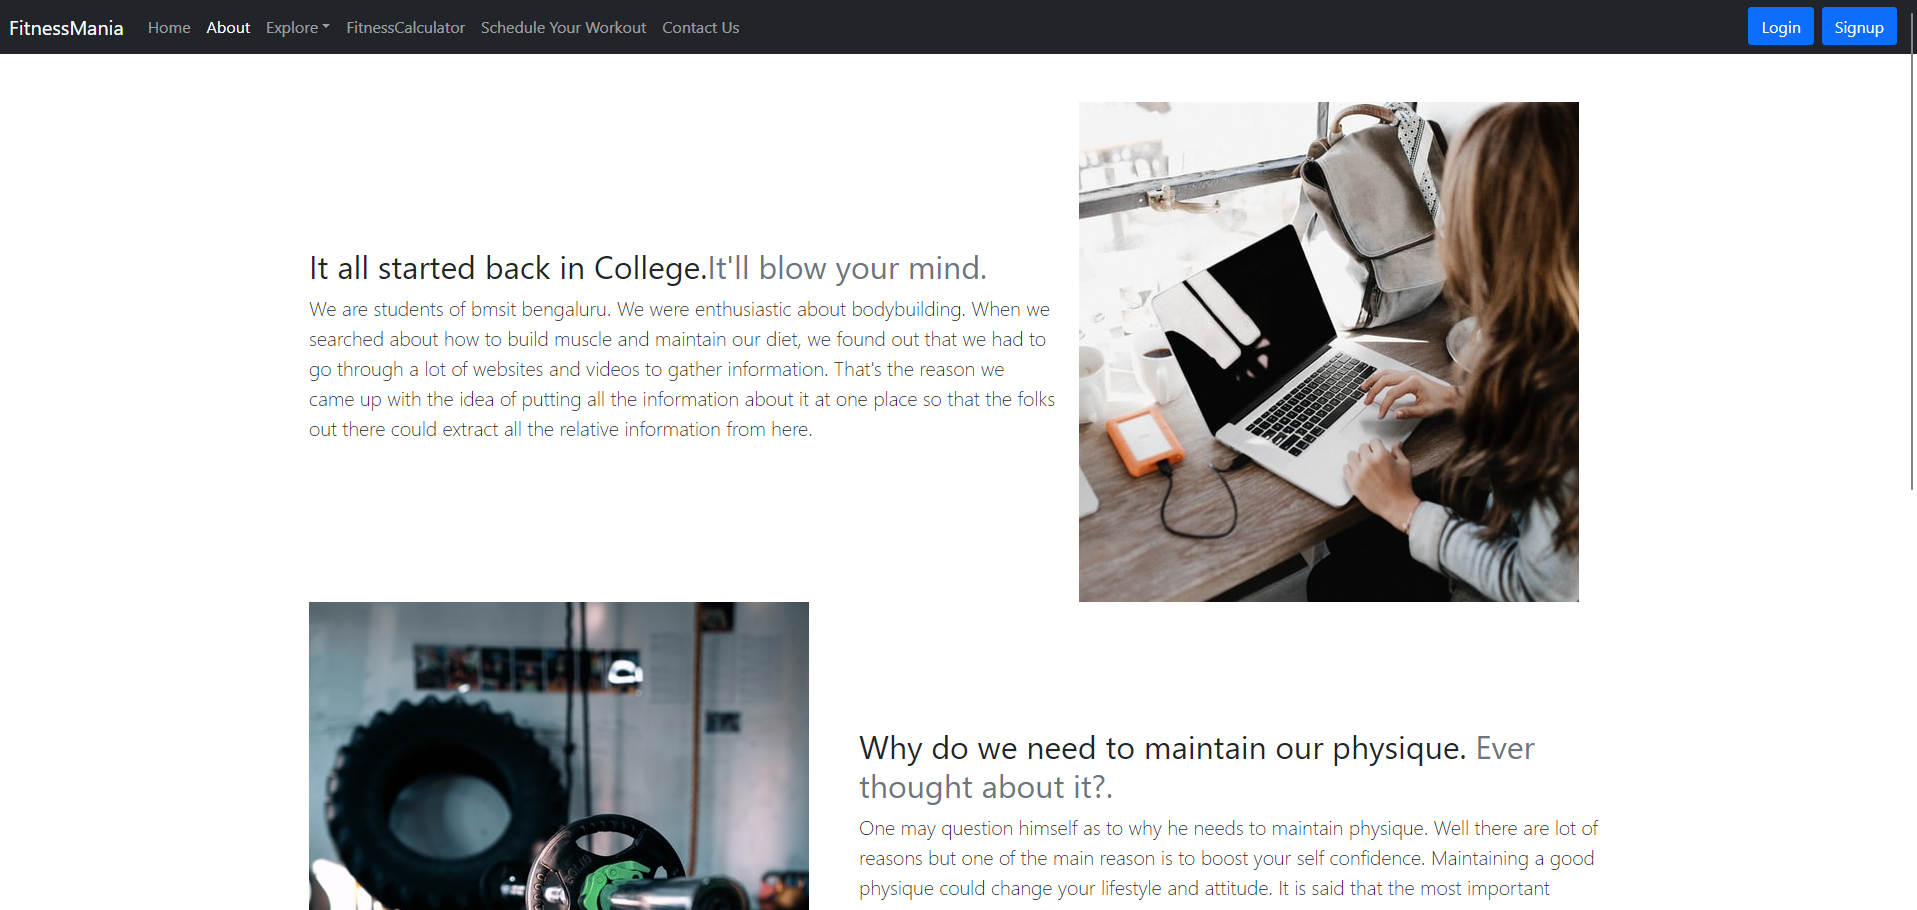 FitnessMania Home About Explore FitnessCalculator Schedule Your Workout Contact Us Login Signup
It all started back in College.It'll blow your mind.
We are students of bmsit bengaluru. We were enthusiastic about bodybuilding. When we
searched about how to build muscle and maintain our diet, we found out that we had to
go through a lot of websites and videos to gather information. That's the reason we
came up with the idea of putting all the information about it at one place so that the folks
out there could extract all the relative information from here.
Why do we need to maintain our physique. Ever
thought about it?.
One may question himself as to why he needs to maintain physique. Well there are lot of
reasons but one of the main reason is to boost your self confidence. Maintaining a good
physique could change your lifestyle and attitude. It is said that the most important